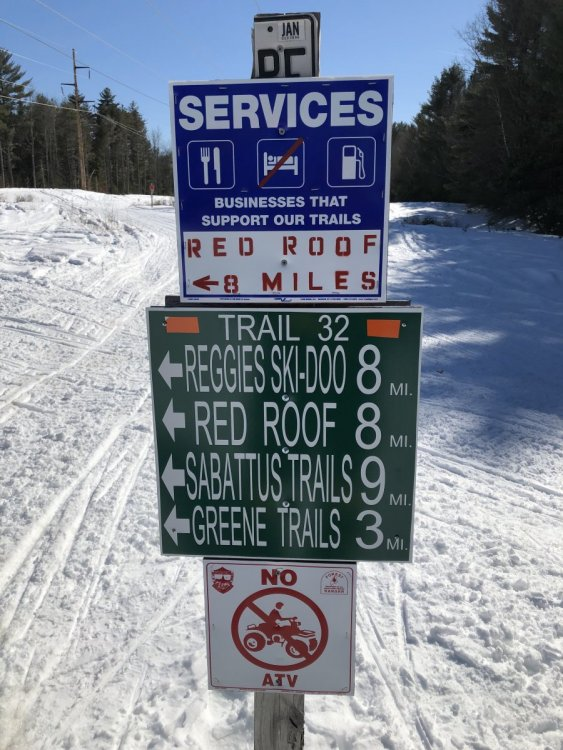 JAN
SERVICES
BUSINESSES THAT
SUPPORT OUR TRAILS
RED ROOF
8 MILES
TRAIL 32
REGGIES SKI-DOO 8 MI.
RED ROOF 8 MI.
SABATTUS TRAILS 9 MI.
GREENE TRAILS 3 MI.
NO
ATV